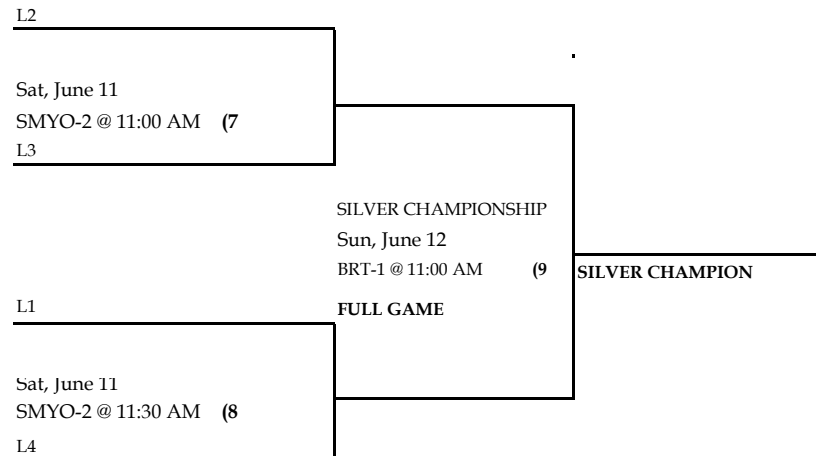 L2
Sat, June 11
SMYO-2 @ 11:00 AM (7
L3
SILVER CHAMPIONSHIP
Sun, June 12
BRT-1 @ 11:00 AM (9
SILVER CHAMPION
L1
FULL GAME
Sat, June 11
SMYO-2 @ 11:30 AM (8
L4